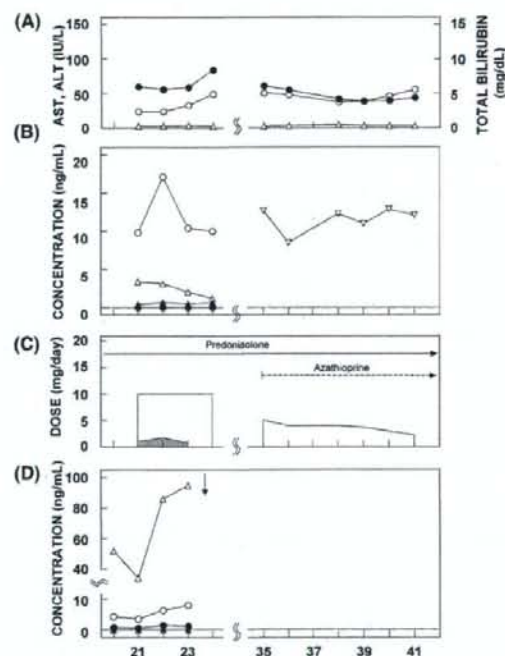 (A)
AST, ALT (IU/L)
150
100
50
0
15
10
5
0
TOTAL BILIRUBIN
(mg/dL)
(B)
CONCENTRATION (ng/mL)
20
15
10
5
0
(C)
DOSE (mg/day)
20
15
10
5
0
Predonisolone
Azathioprine
(D)
CONCENTRATION (ng/mL)
100
80
60
40
10
0
21
23
35
37
39
41